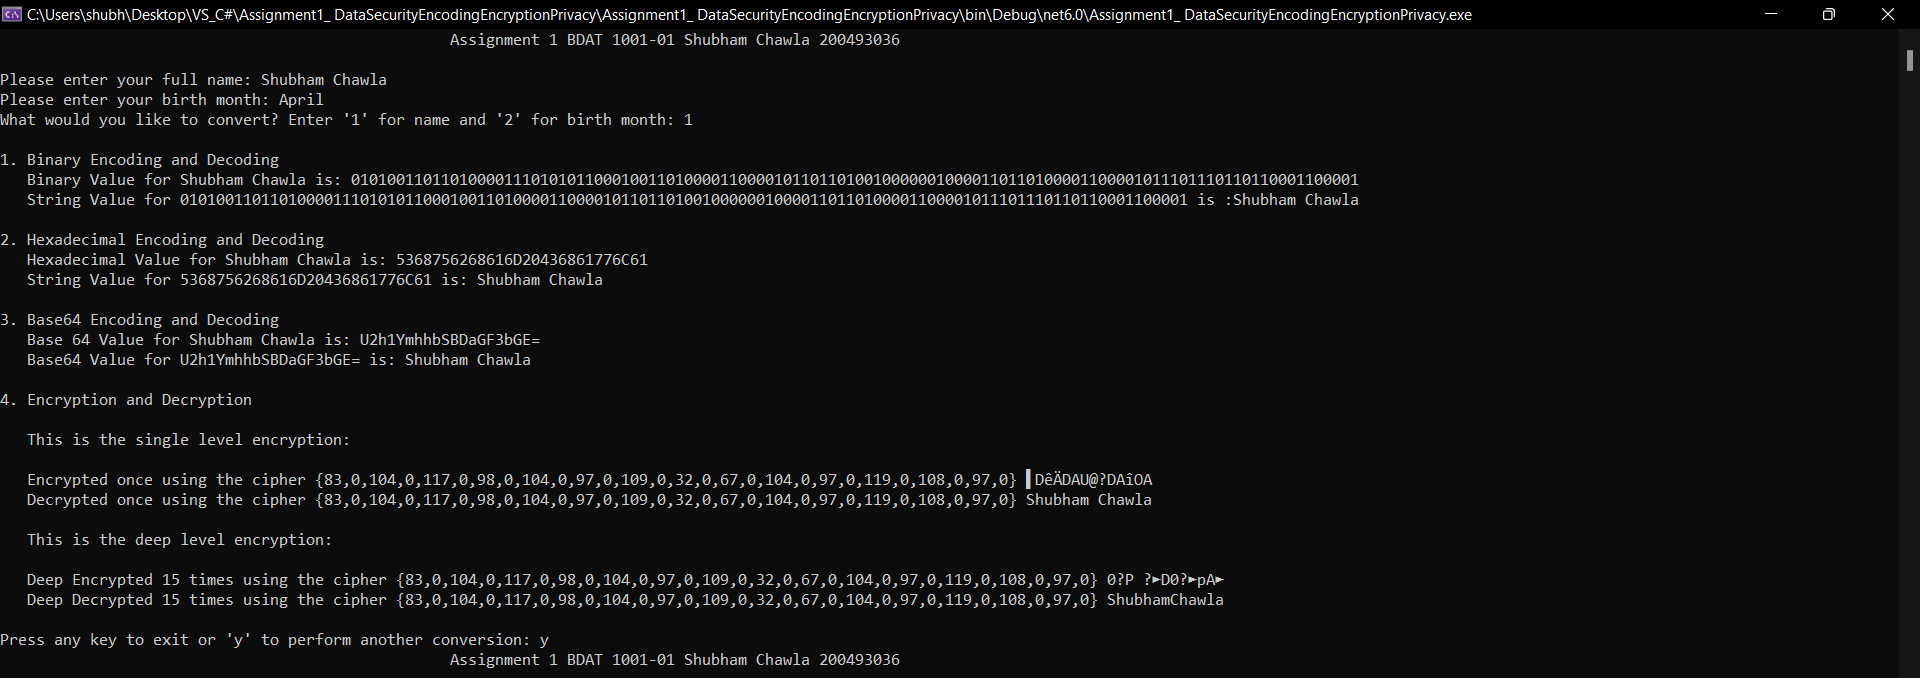 C:\Users\shubh\Desktop\VS_C#\Assignment1_ DataSecurityEncodingEncryptionPrivacy\Assignment1_ DataSecurityEncodingEncryptionPrivacy\bin\Debug\net6.0\Assignment1_ DataSecurityEncodingEncryptionPrivacy.exe
Assignment 1 BDAT 1001-01 Shubham Chawla 200493036
Please enter your full name: Shubham Chawla
Please enter your birth month: April
What would you like to convert? Enter '1' for name and '2' for birth month: 1
1. Binary Encoding and Decoding
Binary Value for Shubham Chawla is: 0101001101101000011101010110001001101000011000010110110100100000010000110110100001100001011101110110110001100001
String Value for 0101001101101000011101010110001001101000011000010110110100100000010000110110100001100001011101110110110001100001 is :Shubham Chawla
2. Hexadecimal Encoding and Decoding
Hexadecimal Value for Shubham Chawla is: 5368756268616D20436861776C61
String Value for 5368756268616D20436861776C61 is: Shubham Chawla
3. Base64 Encoding and Decoding
Base 64 Value for Shubham Chawla is: U2h1YmhhbSBDaGF3bGE=
Base64 Value for U2h1YmhhbSBDaGF3bGE= is: Shubham Chawla
4. Encryption and Decryption
This is the single level encryption:
Encrypted once using the cipher {83,0,104,0,117,0,98,0,104,0,97,0,109,0,32,0,67,0,104,0,97,0,119,0,108,0,97,0} ▌DêÄDAU@?DAîOA
Decrypted once using the cipher {83,0,104,0,117,0,98,0,104,0,97,0,109,0,32,0,67,0,104,0,97,0,119,0,108,0,97,0} Shubham Chawla
This is the deep level encryption:
Deep Encrypted 15 times using the cipher {83,0,104,0,117,0,98,0,104,0,97,0,109,0,32,0,67,0,104,0,97,0,119,0,108,0,97,0} 0?P ?►D0?►pA►
Deep Decrypted 15 times using the cipher {83,0,104,0,117,0,98,0,104,0,97,0,109,0,32,0,67,0,104,0,97,0,119,0,108,0,97,0} ShubhamChawla
Press any key to exit or 'y' to perform another conversion: y
Assignment 1 BDAT 1001-01 Shubham Chawla 200493036